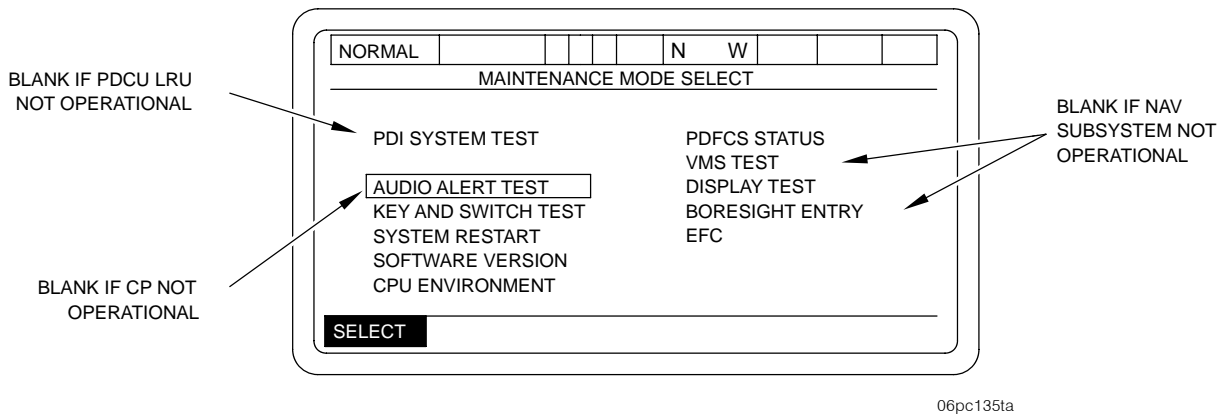 NORMAL N W
MAINTENANCE MODE SELECT
BLANK IF PDCU LRU
NOT OPERATIONAL
PDI SYSTEM TEST
AUDIO ALERT TEST
KEY AND SWITCH TEST
SYSTEM RESTART
SOFTWARE VERSION
CPU ENVIRONMENT
PDFCS STATUS
VMS TEST
DISPLAY TEST
BORESIGHT ENTRY
EFC
BLANK IF NAV
SUBSYSTEM NOT
OPERATIONAL
BLANK IF CP NOT
OPERATIONAL
SELECT
06pc135ta